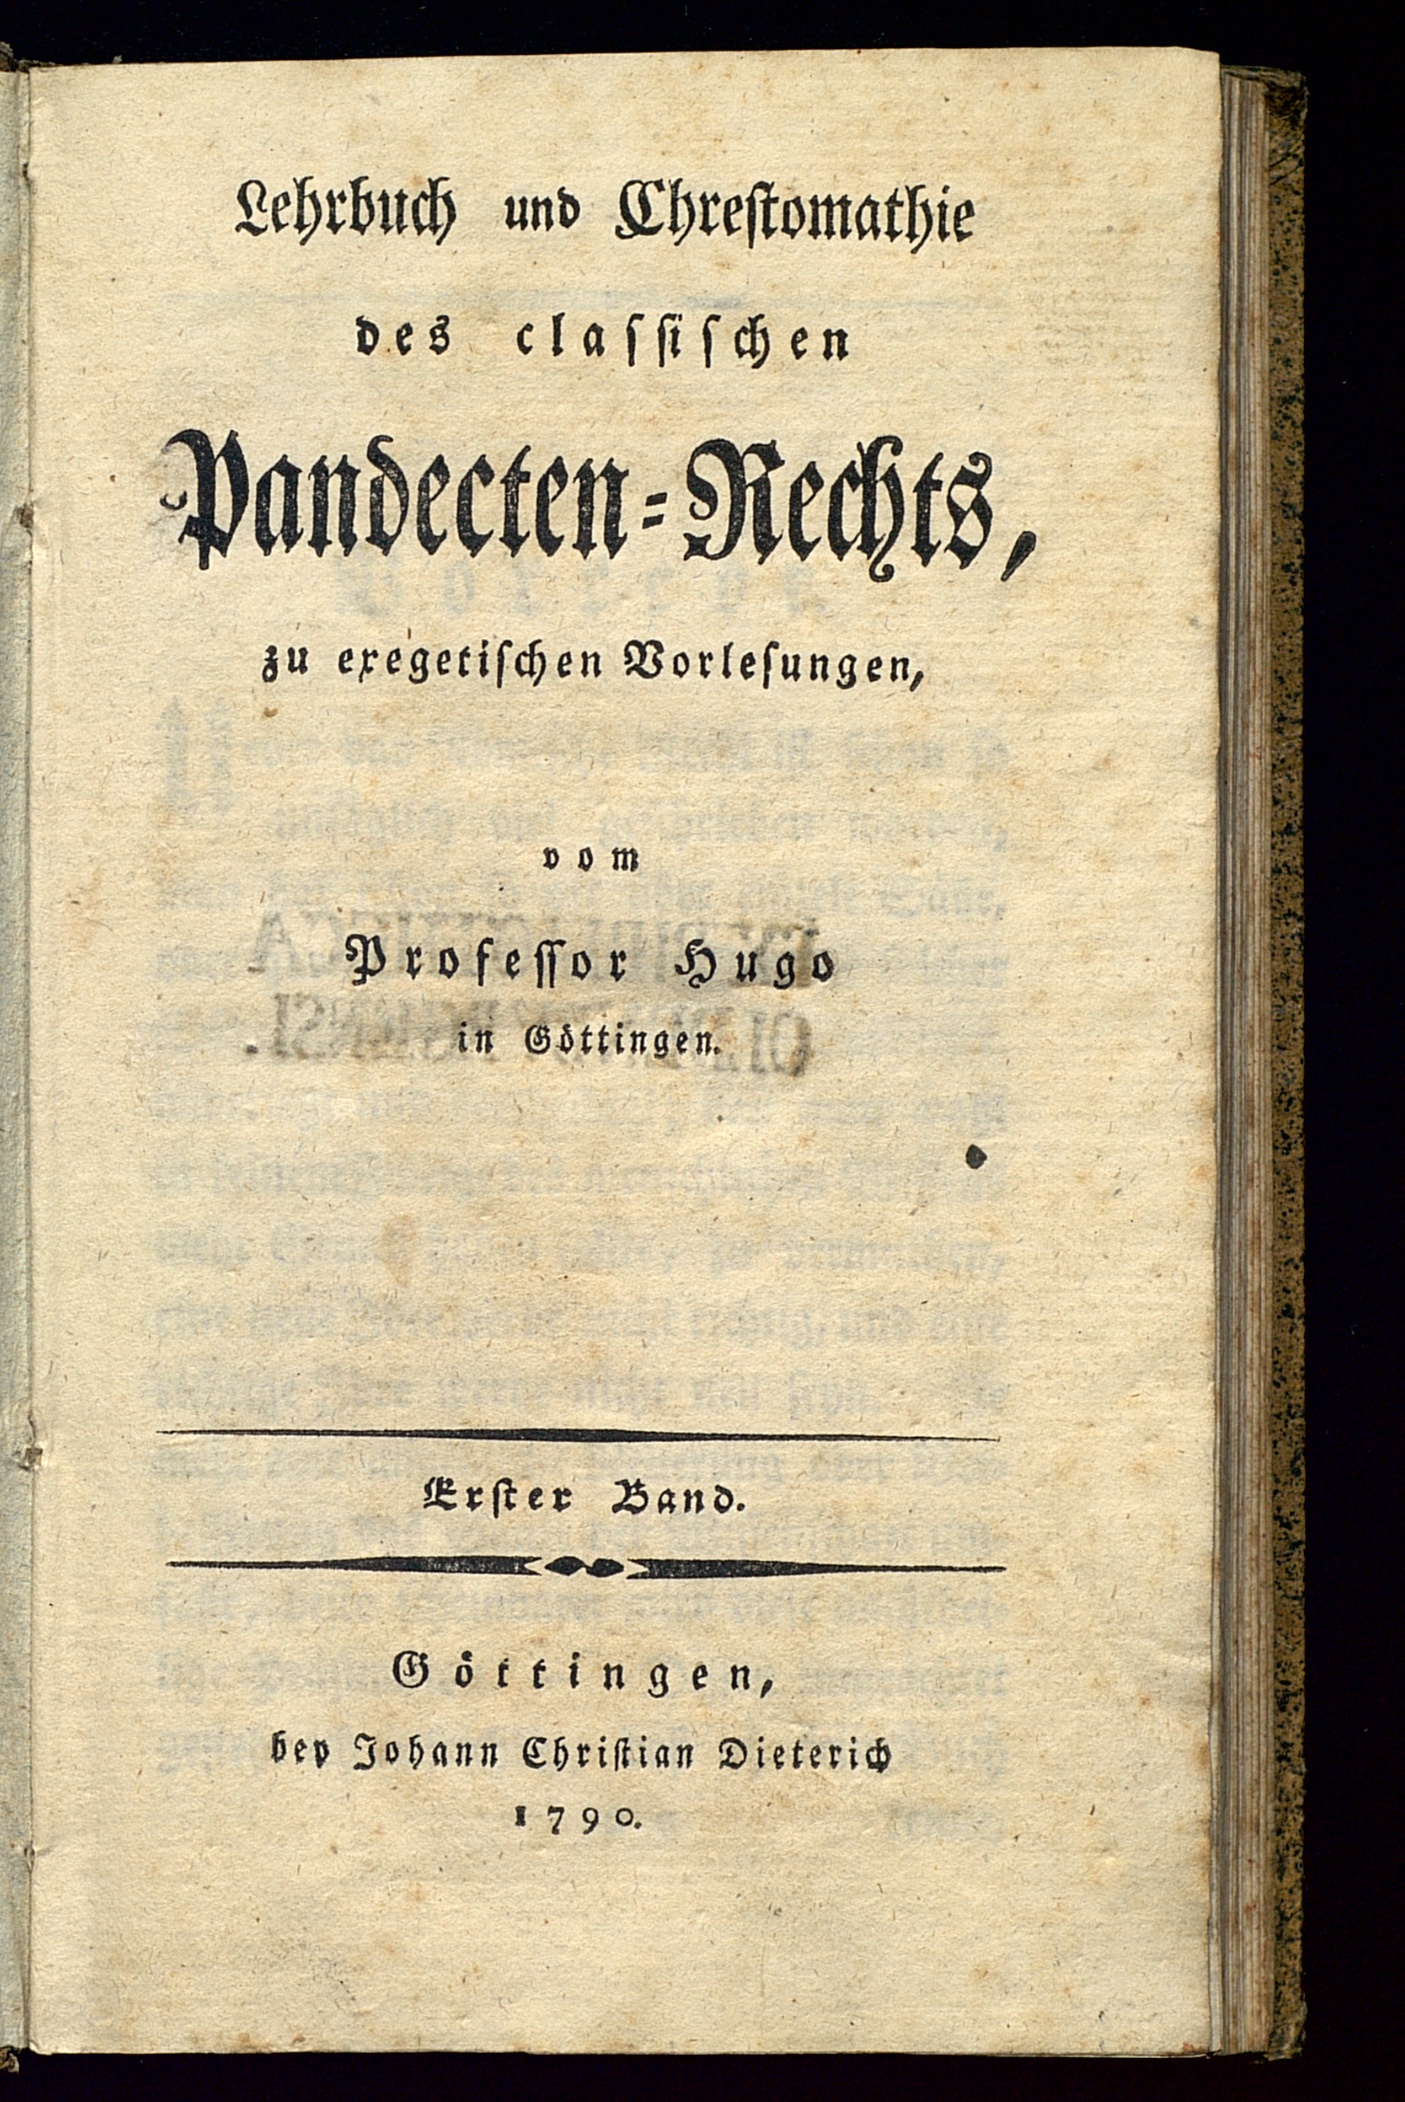 Lehrbuch und Chreſtomathie
des claſſiſchen
Pandecten-Rechts,
zu exegetiſchen Vorleſungen,
vom
Profeſſor Hugo
in Göttingen.
Erſter Band.
Göttingen,
bey Johann Chriſtian Dieterich
1790.